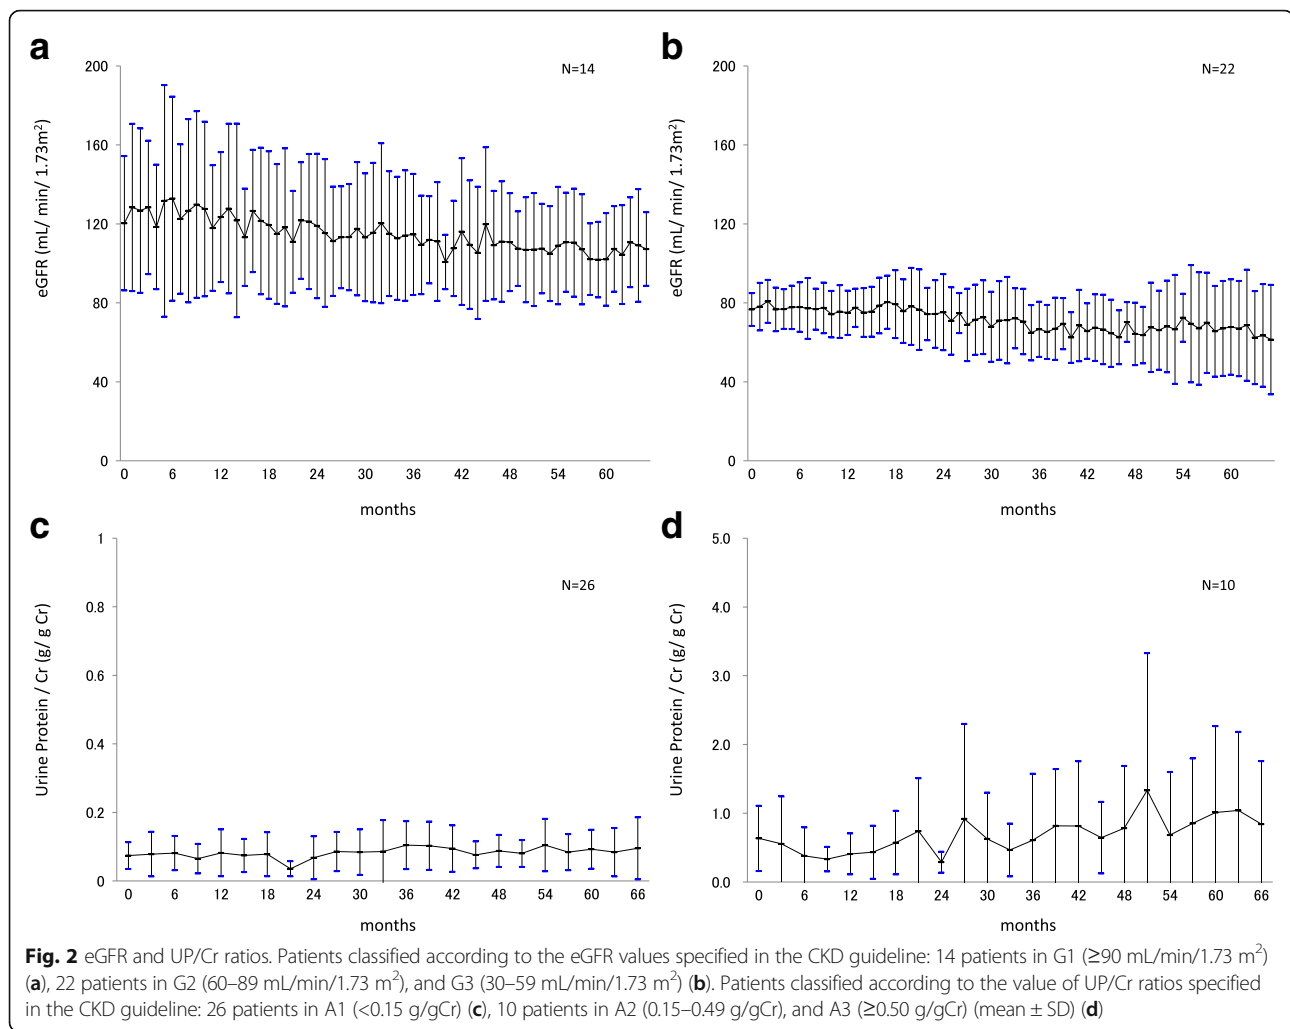 a
N=14
200
160
120
80
40
0
eGFR (mL/ min/ 1.73m²)
0 6 12 18 24 30 36 42 48 54 60
months
b
N=22
200
160
120
80
40
0
eGFR (mL/ min/ 1.73m²)
0 6 12 18 24 30 36 42 48 54 60
months
c
N=26
1
0.8
0.6
0.4
0.2
0
Urine Protein / Cr (g/ g Cr)
0 6 12 18 24 30 36 42 48 54 60 66
months
d
N=10
5.0
4.0
3.0
2.0
1.0
0.0
Urine Protein / Cr (g/ g Cr)
0 6 12 18 24 30 36 42 48 54 60 66
months
Fig. 2 eGFR and UP/Cr ratios. Patients classified according to the eGFR values specified in the CKD guideline: 14 patients in G1 (≥90 mL/min/1.73 m²)
(a), 22 patients in G2 (60–89 mL/min/1.73 m²), and G3 (30–59 mL/min/1.73 m²) (b). Patients classified according to the value of UP/Cr ratios specified
in the CKD guideline: 26 patients in A1 (<0.15 g/gCr) (c), 10 patients in A2 (0.15–0.49 g/gCr), and A3 (≥0.50 g/gCr) (mean ± SD) (d)